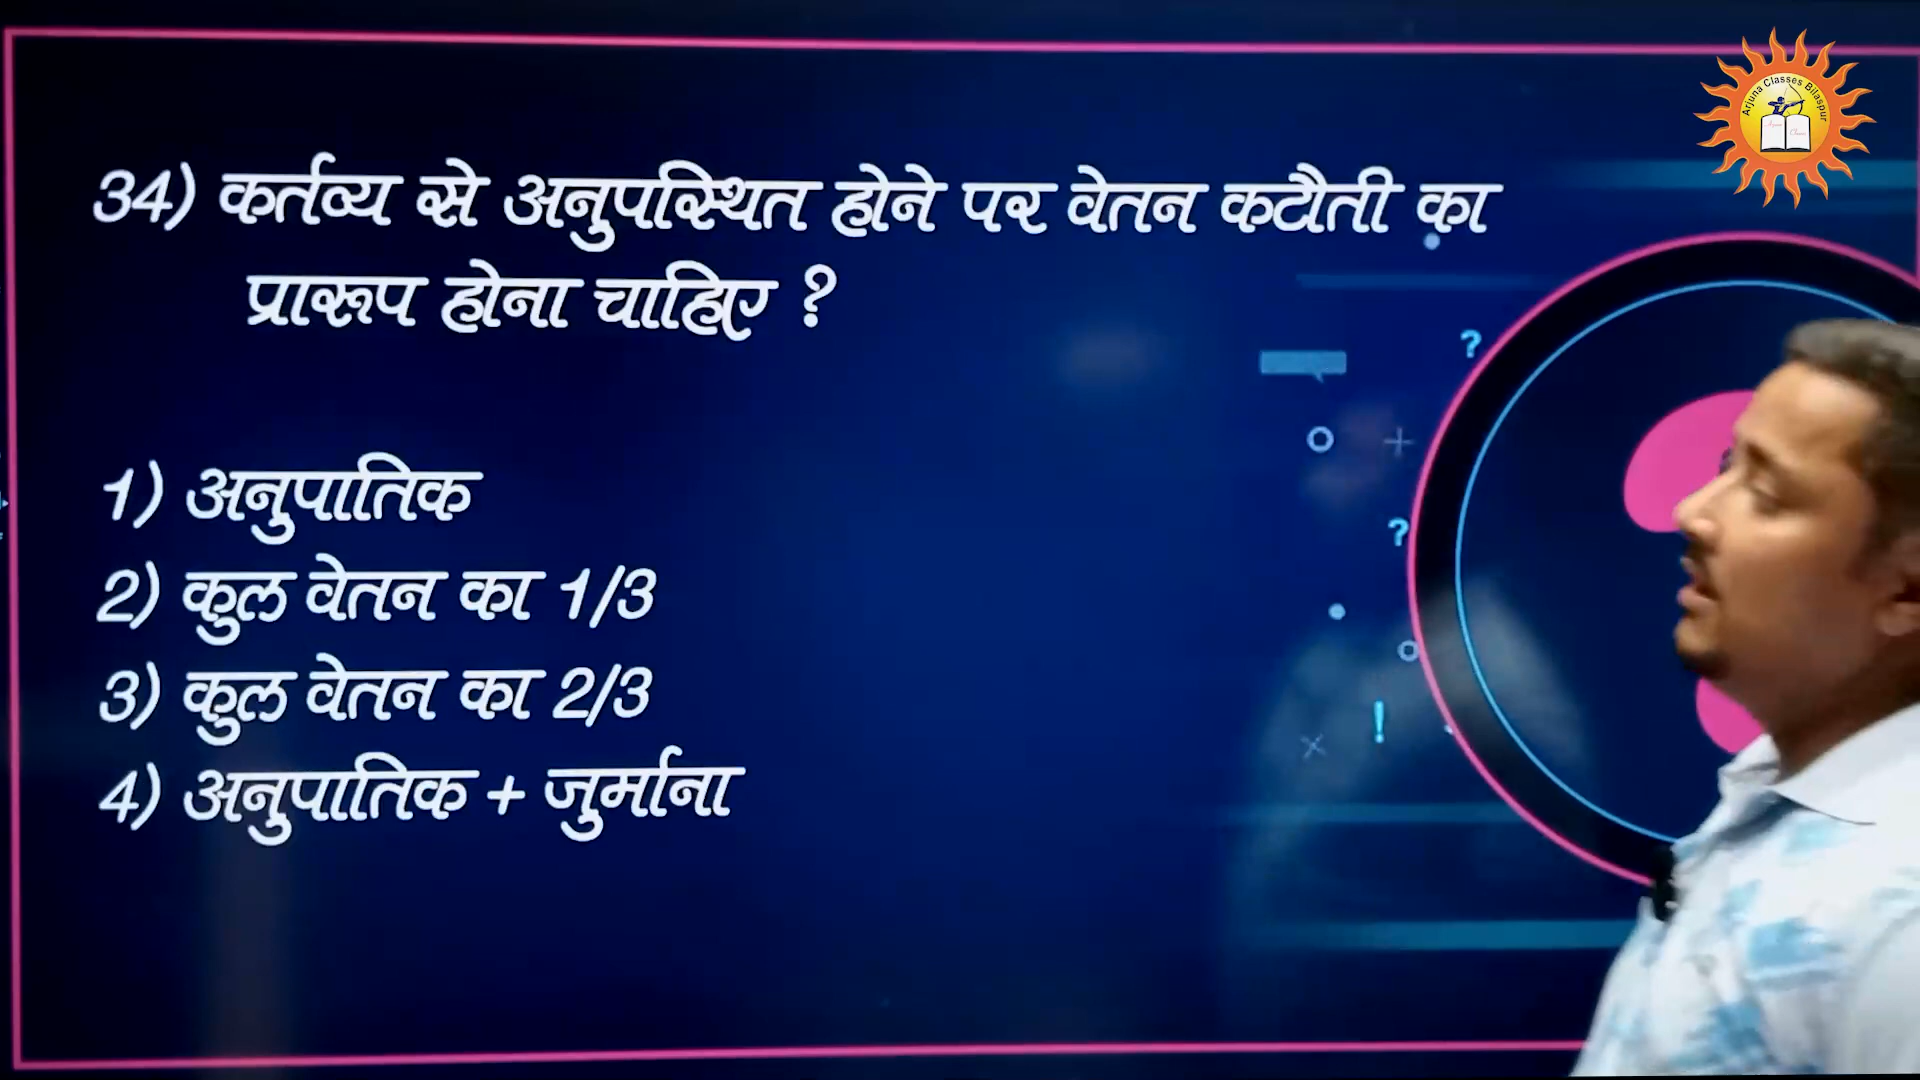 Arjuna Classes Bilaspur
34) कर्तव्य से अनुपस्थित होने पर वेतन कटौती का
प्रारूप होना चाहिए ?
1) अनुपातिक
2) कुल वेतन का 1/3
3) कुल वेतन का 2/3
4) अनुपातिक + जुर्माना